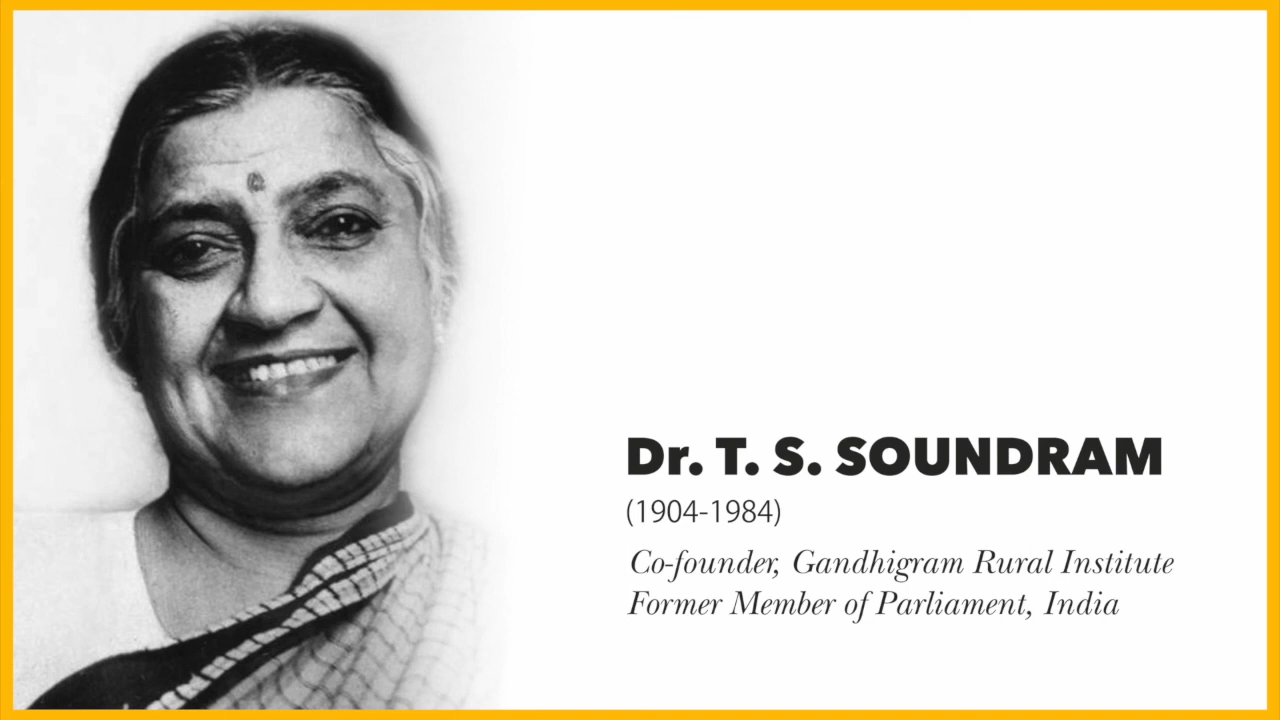 Dr. T. S. SOUNDRAM
(1904-1984)
Co-founder, Gandhigram Rural Institute
Former Member of Parliament, India